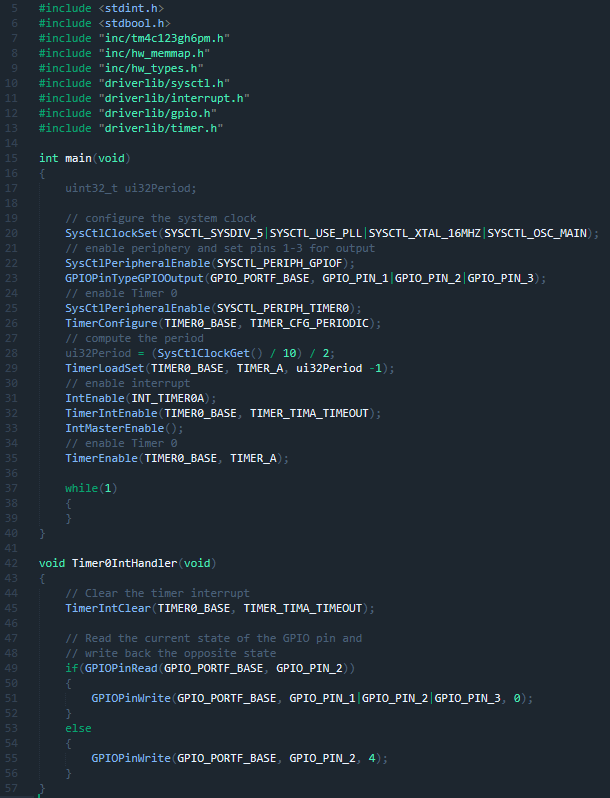 5 #include <stdint.h>
6 #include <stdbool.h>
7 #include "inc/tm4c123gh6pm.h"
8 #include "inc/hw_memmap.h"
9 #include "inc/hw_types.h"
10 #include "driverlib/sysctl.h"
11 #include "driverlib/interrupt.h"
12 #include "driverlib/gpio.h"
13 #include "driverlib/timer.h"
14
15 int main(void)
16 {
17     uint32_t ui32Period;
18
19     // configure the system clock
20     SysCtlClockSet(SYSCTL_SYSDIV_5|SYSCTL_USE_PLL|SYSCTL_XTAL_16MHZ|SYSCTL_OSC_MAIN);
21     // enable periphery and set pins 1-3 for output
22     SysCtlPeripheralEnable(SYSCTL_PERIPH_GPIOF);
23     GPIOPinTypeGPIOOutput(GPIO_PORTF_BASE, GPIO_PIN_1|GPIO_PIN_2|GPIO_PIN_3);
24     // enable Timer 0
25     SysCtlPeripheralEnable(SYSCTL_PERIPH_TIMER0);
26     TimerConfigure(TIMER0_BASE, TIMER_CFG_PERIODIC);
27     // compute the period
28     ui32Period = (SysCtlClockGet() / 10) / 2;
29     TimerLoadSet(TIMER0_BASE, TIMER_A, ui32Period -1);
30     // enable interrupt
31     IntEnable(INT_TIMER0A);
32     TimerIntEnable(TIMER0_BASE, TIMER_TIMA_TIMEOUT);
33     IntMasterEnable();
34     // enable Timer 0
35     TimerEnable(TIMER0_BASE, TIMER_A);
36
37     while(1)
38     {
39     }
40 }
41
42 void Timer0IntHandler(void)
43 {
44     // Clear the timer interrupt
45     TimerIntClear(TIMER0_BASE, TIMER_TIMA_TIMEOUT);
46
47     // Read the current state of the GPIO pin and
48     // write back the opposite state
49     if(GPIOPinRead(GPIO_PORTF_BASE, GPIO_PIN_2))
50     {
51         GPIOPinWrite(GPIO_PORTF_BASE, GPIO_PIN_1|GPIO_PIN_2|GPIO_PIN_3, 0);
52     }
53     else
54     {
55         GPIOPinWrite(GPIO_PORTF_BASE, GPIO_PIN_2, 4);
56     }
57 }